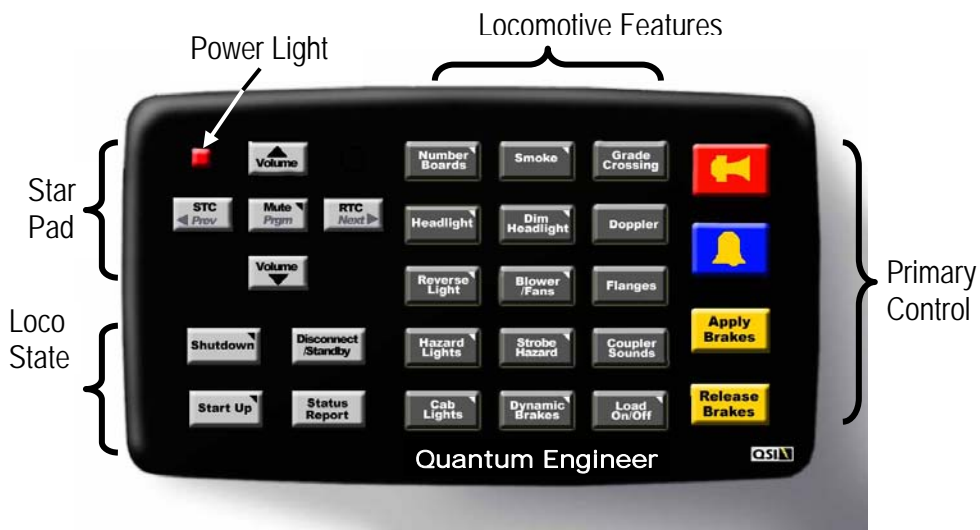 Locomotive Features
Power Light
Star
Pad
Loco
State
Primary
Control
Volume
STC
Prev
Mute
Prgm
RTC
Next
Volume
Shutdown
Disconnect
/Standby
Start Up
Status
Report
Number
Boards
Smoke
Grade
Crossing
Headlight
Dim
Headlight
Doppler
Reverse
Light
Blower
/Fans
Flanges
Hazard
Lights
Strobe
Hazard
Coupler
Sounds
Cab
Lights
Dynamic
Brakes
Load
On/Off
Apply
Brakes
Release
Brakes
Quantum Engineer
QSI